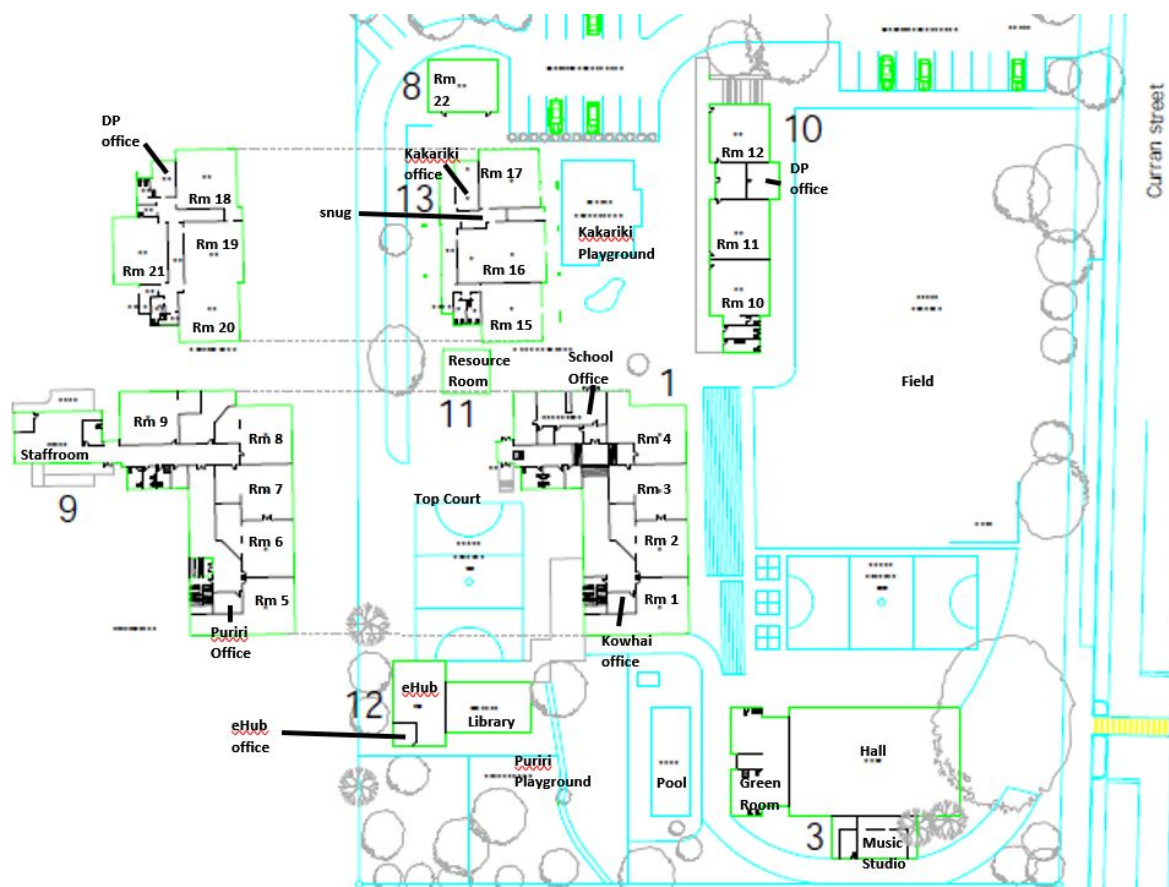 8
Rm
22
10
Rm 12
DP
office
Rm 11
Rm 10
Curran street
DP
office
Rm 18
Rm 19
Rm 21
Rm 20
Kakariki
office
Rm 17
13
snug
Rm 16
Rm 15
Kakariki
Playground
Resource
Room
11
School
Office
1
Field
Rm 9
Staffroom
9
Rm 8
Rm 7
Rm 6
Rm 5
Puriri
Office
Top Court
Rm 4
Rm 3
Rm 2
Rm 1
Kowhai
office
12
eHub
Library
eHub
office
Puriri
Playground
Pool
Hall
Green
Room
3
Music
Studio